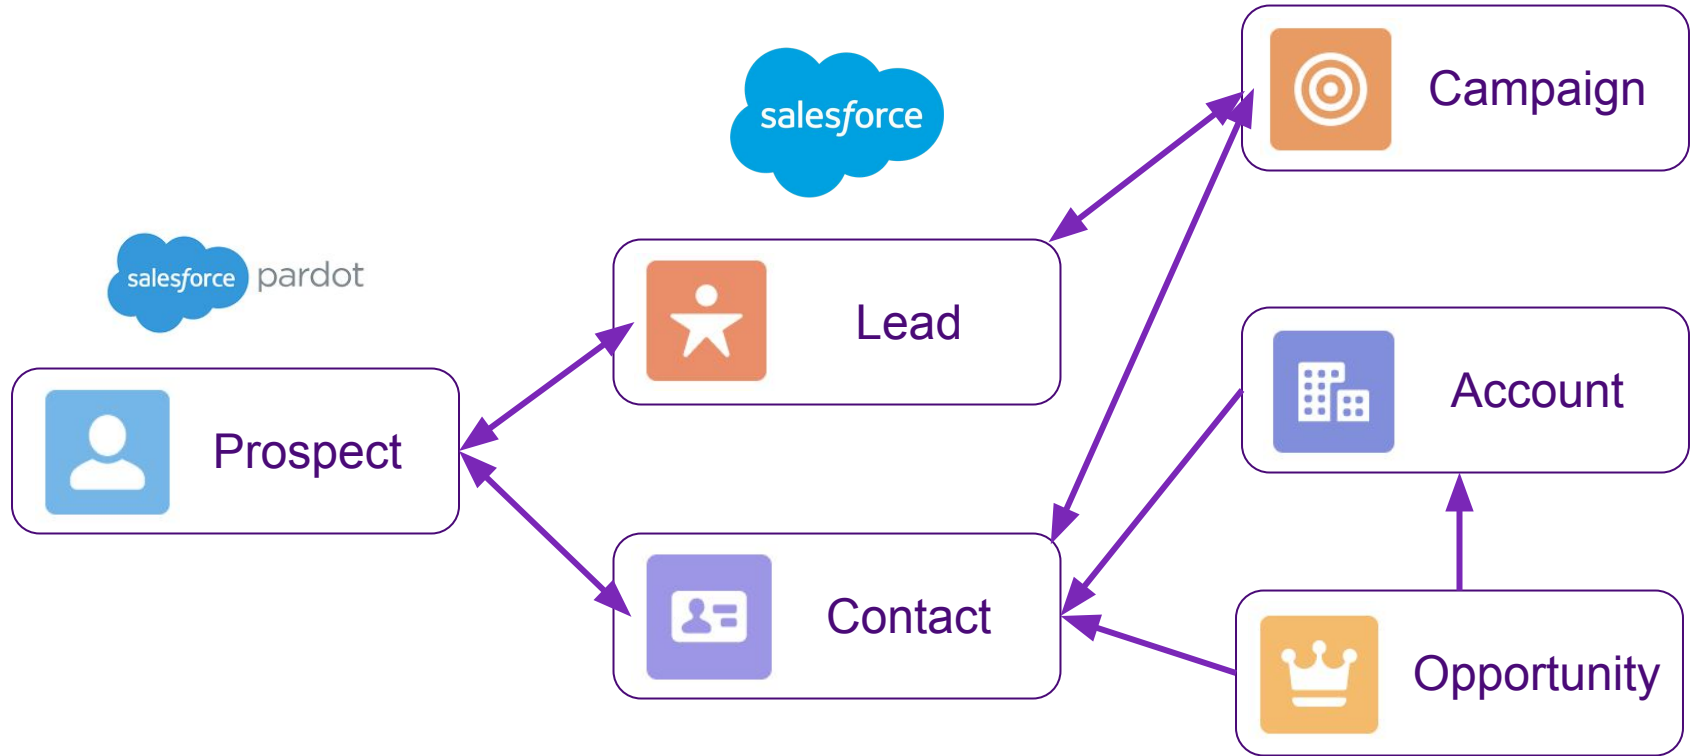 salesforce
Campaign
salesforce pardot
Lead
Account
Prospect
Contact
Opportunity